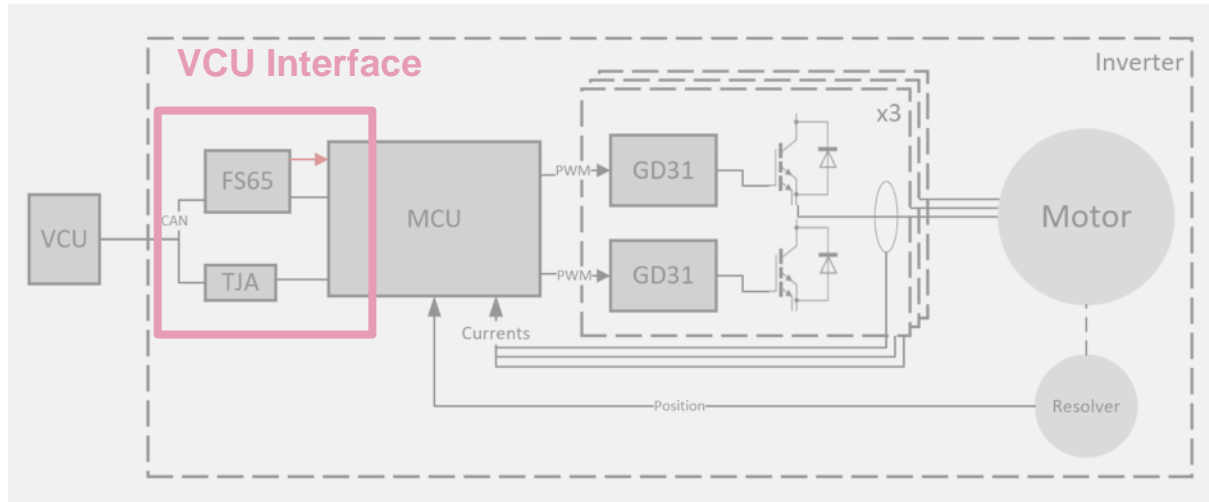 VCU Interface
Inverter
x3
FS65
PWM
GD31
CAN
VCU
MCU
Motor
TJA
PWM
GD31
Currents
Position
Resolver